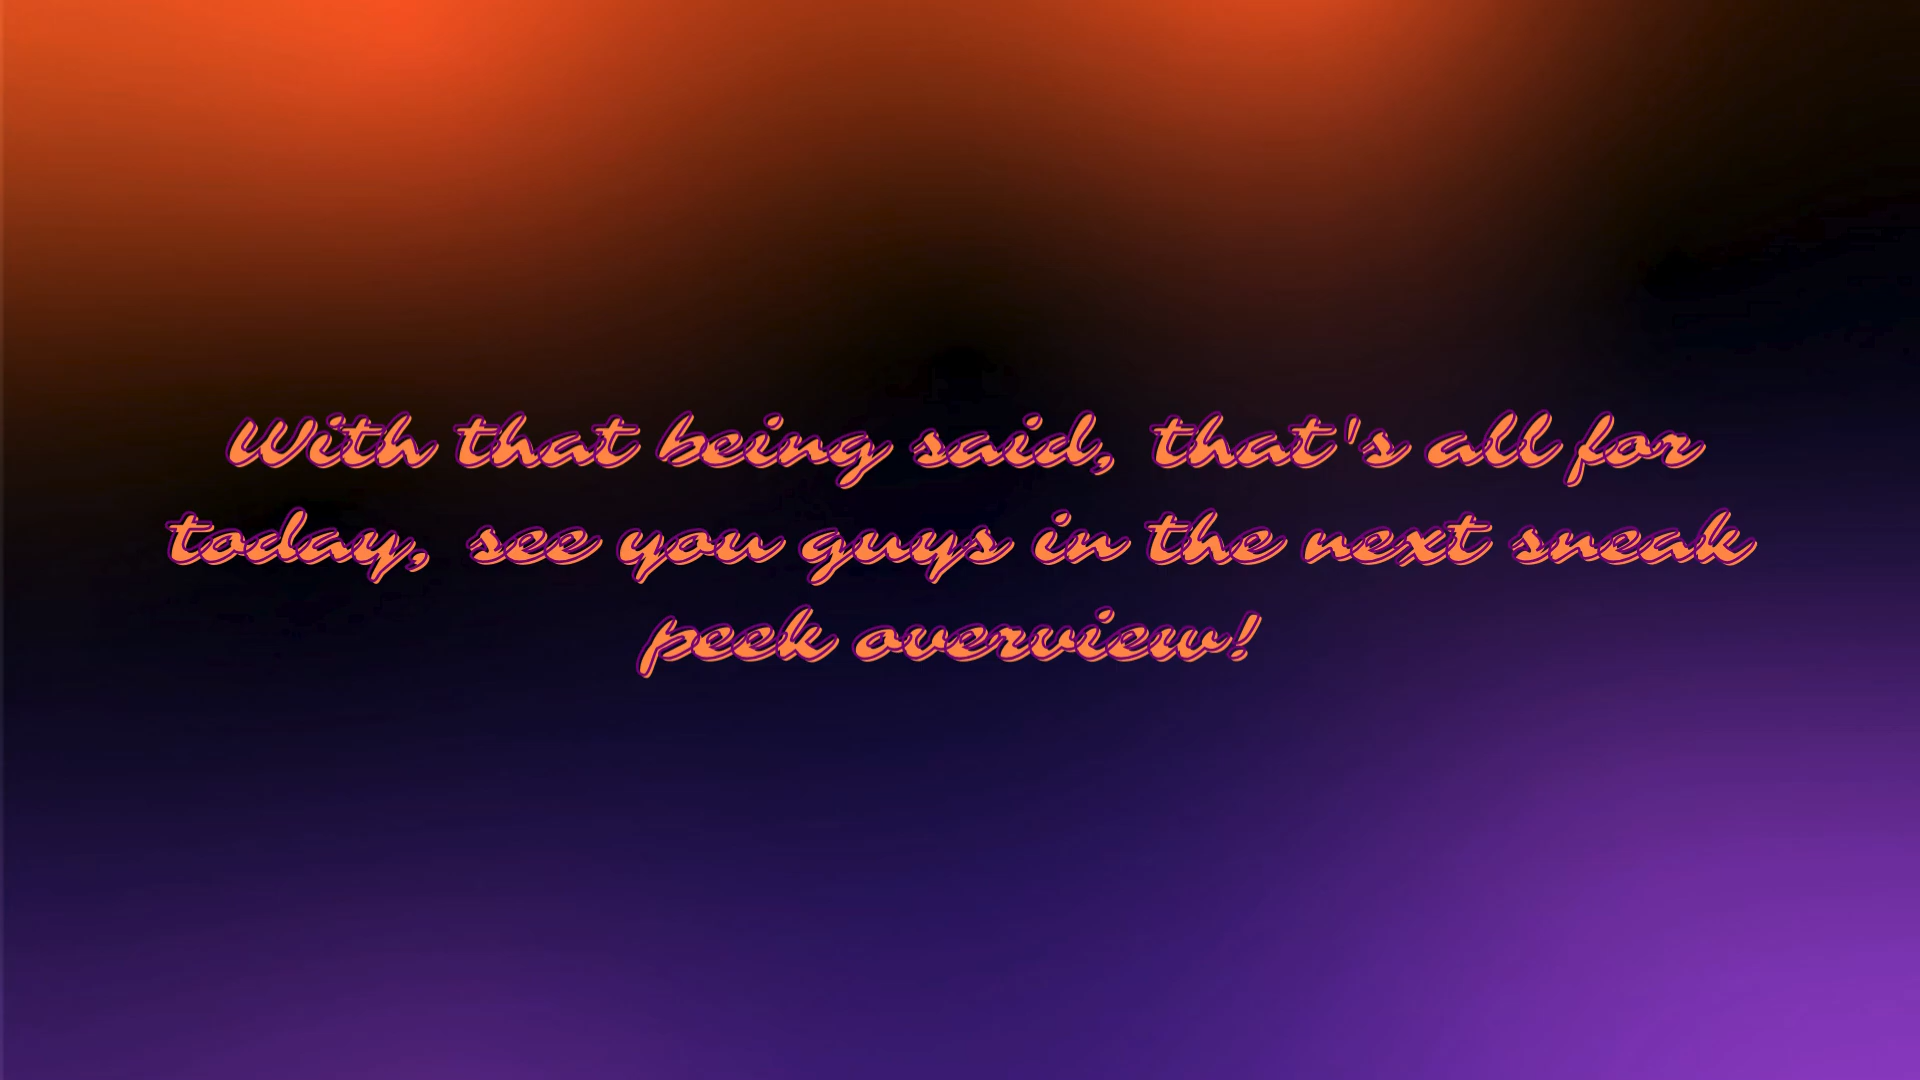 With that being said, that's all for
today, see you guys in the next sneak
peek overview!